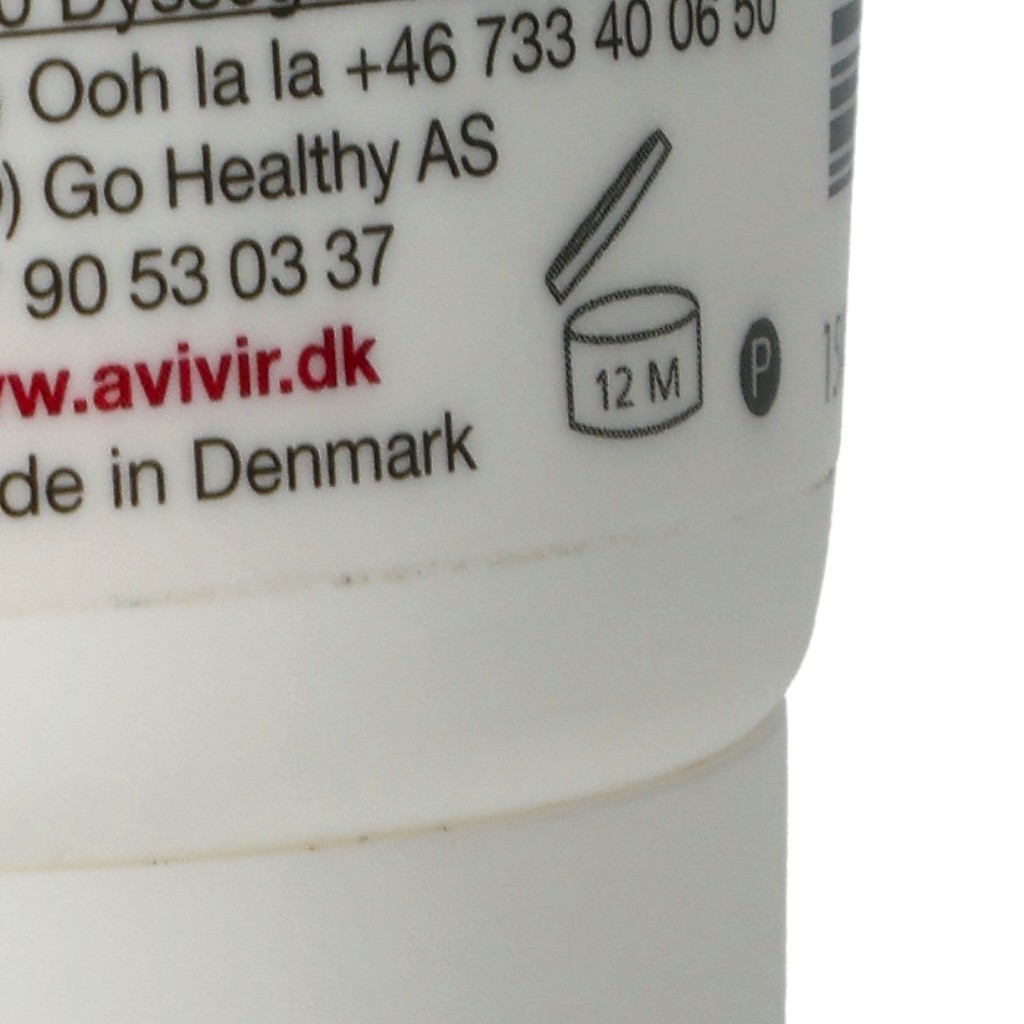 Ooh la la +46 733 40 06 50
) Go Healthy AS
90 53 03 37
w.avivir.dk
de in Denmark
12 M
P